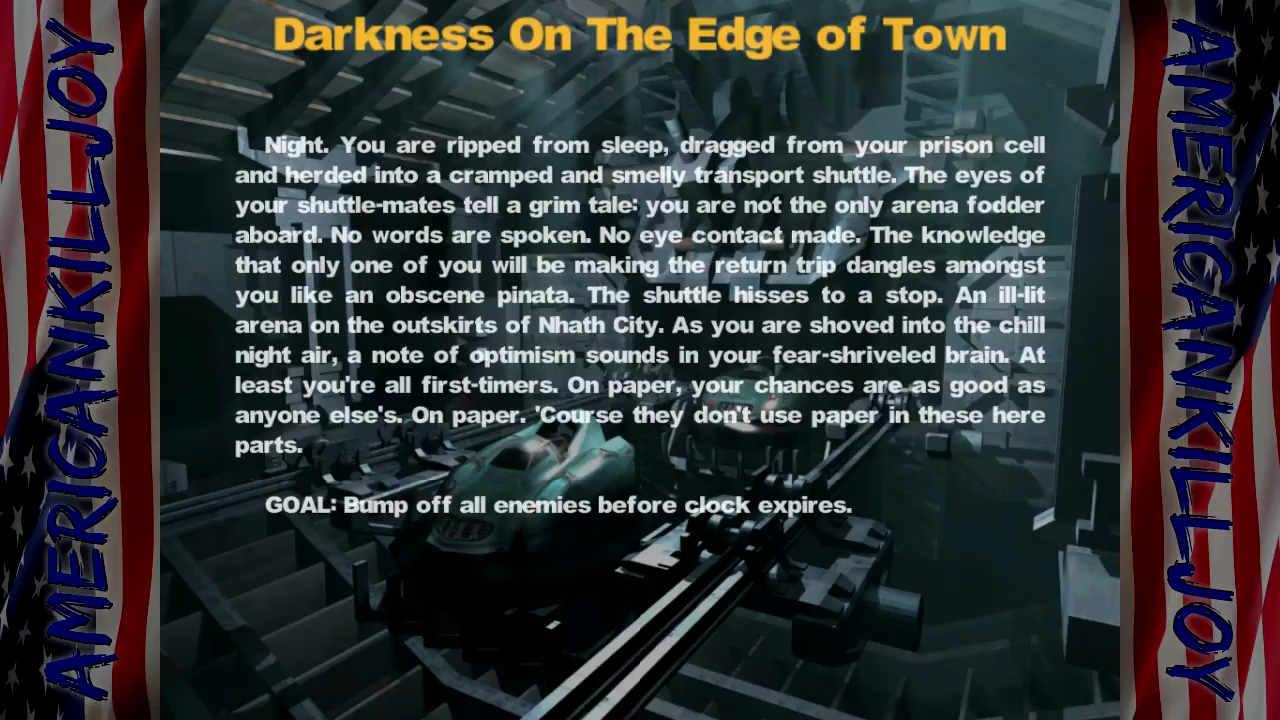 Darkness On The Edge of Town
AMERICANKILLJOY
AMERICANKILLJOY
Night. You are ripped from sleep, dragged from your prison cell
and herded into a cramped and smelly transport shuttle. The eyes of
your shuttle-mates tell a grim tale: you are not the only arena fodder
aboard. No words are spoken. No eye contact made. The knowledge
that only one of you will be making the return trip dangles amongst
you like an obscene pinata. The shuttle hisses to a stop. An ill-lit
arena on the outskirts of Nhath City. As you are shoved into the chill
night air, a note of optimism sounds in your fear-shriveled brain. At
least you're all first-timers. On paper, your chances are as good as
anyone else's. On paper. 'Course they don't use paper in these here
parts.
GOAL: Bump off all enemies before clock expires.